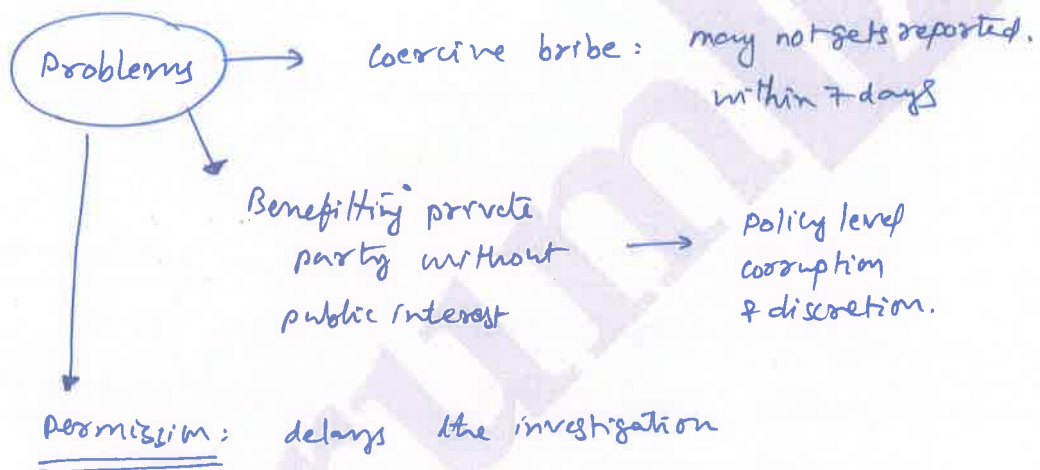 Problems
coercive bribe : may not gets reported.
within 7 days
Benefitting private
party without
public interest
policy level
corruption
& discretion.
permission : delays the investigation